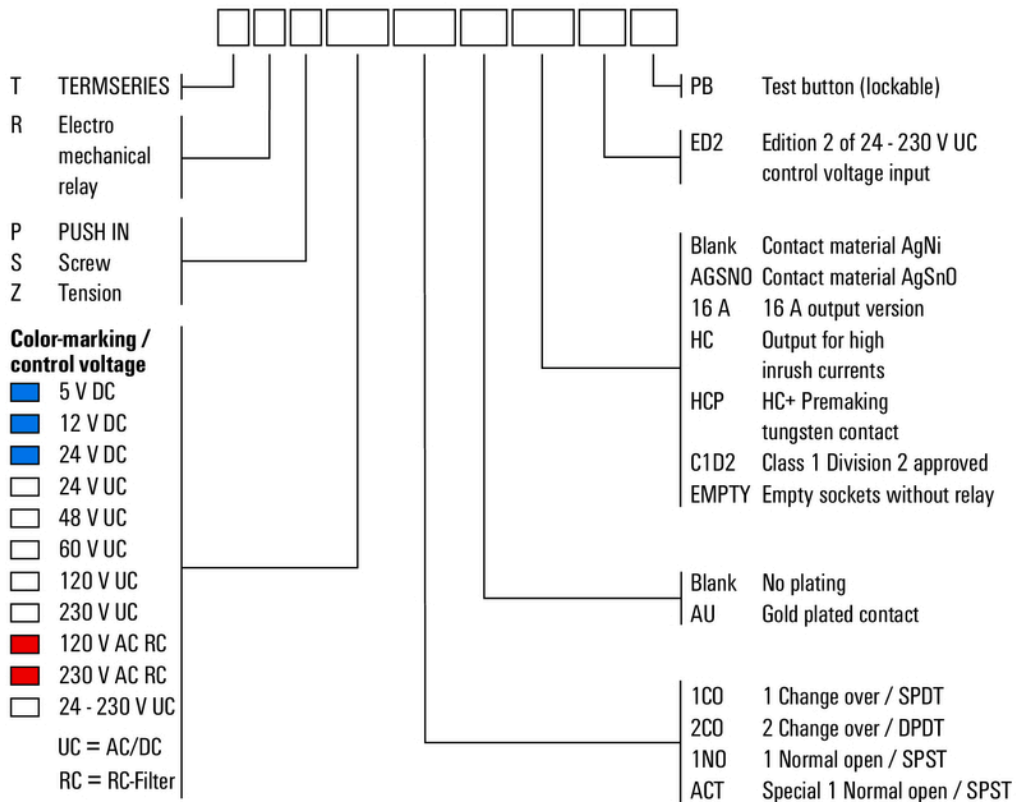 T TERMSERIES
R Electro
mechanical
relay
P PUSH IN
S Screw
Z Tension
Color-marking /
control voltage
5 V DC
12 V DC
24 V DC
24 V UC
48 V UC
60 V UC
120 V UC
230 V UC
120 V AC RC
230 V AC RC
24 - 230 V UC
UC = AC/DC
RC = RC-Filter
PB Test button (lockable)
ED2 Edition 2 of 24 - 230 V UC
control voltage input
Blank Contact material AgNi
AGSNO Contact material AgSnO
16 A 16 A output version
HC Output for high
inrush currents
HCP HC+ Premaking
tungsten contact
C1D2 Class 1 Division 2 approved
EMPTY Empty sockets without relay
Blank No plating
AU Gold plated contact
1CO 1 Change over / SPDT
2CO 2 Change over / DPDT
1NO 1 Normal open / SPST
ACT Special 1 Normal open / SPST